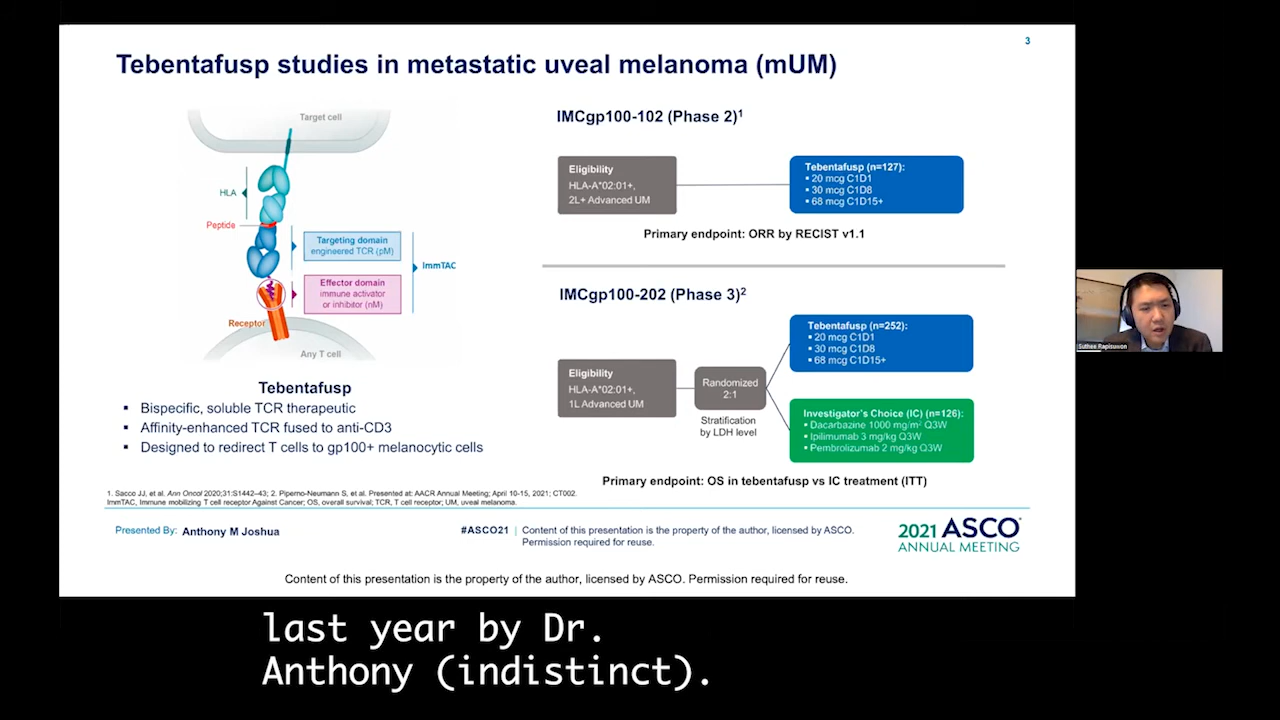 3
Tebentafusp studies in metastatic uveal melanoma (mUM)
Target cell
HLA
Peptide
Targeting domain
engineered TCR (pM)
ImmTAC
Effector domain
immune activator
or inhibitor (nM)
Receptor
Any T cell
Tebentafusp
▪ Bispecific, soluble TCR therapeutic
▪ Affinity-enhanced TCR fused to anti-CD3
▪ Designed to redirect T cells to gp100+ melanocytic cells
IMCgp100-102 (Phase 2)¹
Eligibility
HLA-A*02:01+,
2L+ Advanced UM
Tebentafusp (n=127):
▪ 20 mcg C1D1
▪ 30 mcg C1D8
▪ 68 mcg C1D15+
Primary endpoint: ORR by RECIST v1.1
IMCgp100-202 (Phase 3)²
Eligibility
HLA-A*02:01+,
1L Advanced UM
Randomized
2:1
Stratification
by LDH level
Tebentafusp (n=252):
▪ 20 mcg C1D1
▪ 30 mcg C1D8
▪ 68 mcg C1D15+
Investigator's Choice (IC) (n=126):
▪ Dacarbazine 1000 mg/m² Q3W
▪ Ipilimumab 3 mg/kg Q3W
▪ Pembrolizumab 2 mg/kg Q3W
Primary endpoint: OS in tebentafusp vs IC treatment (ITT)
1. Sacco JJ, et al. Ann Oncol 2020;31:S1442–43; 2. Piperno-Neumann S, et al. Presented at: AACR Annual Meeting; April 10-15, 2021; CT002.
ImmTAC, Immune mobilizing T cell receptor Against Cancer; OS, overall survival; TCR, T cell receptor; UM, uveal melanoma.
Presented By: Anthony M Joshua
#ASCO21 | Content of this presentation is the property of the author, licensed by ASCO.
Permission required for reuse.
2021 ASCO®
ANNUAL MEETING
Content of this presentation is the property of the author, licensed by ASCO. Permission required for reuse.
Suthee Rapisuwon
last year by Dr.
Anthony (indistinct).